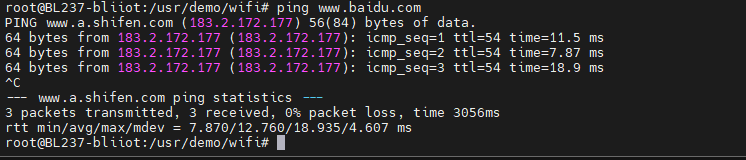 root@BL237-bliiot:/usr/demo/wifi# ping www.baidu.com
PING www.a.shifen.com (183.2.172.177) 56(84) bytes of data.
64 bytes from 183.2.172.177 (183.2.172.177): icmp_seq=1 ttl=54 time=11.5 ms
64 bytes from 183.2.172.177 (183.2.172.177): icmp_seq=2 ttl=54 time=7.87 ms
64 bytes from 183.2.172.177 (183.2.172.177): icmp_seq=3 ttl=54 time=18.9 ms
^C
--- www.a.shifen.com ping statistics ---
3 packets transmitted, 3 received, 0% packet loss, time 3056ms
rtt min/avg/max/mdev = 7.870/12.760/18.935/4.607 ms
root@BL237-bliiot:/usr/demo/wifi#